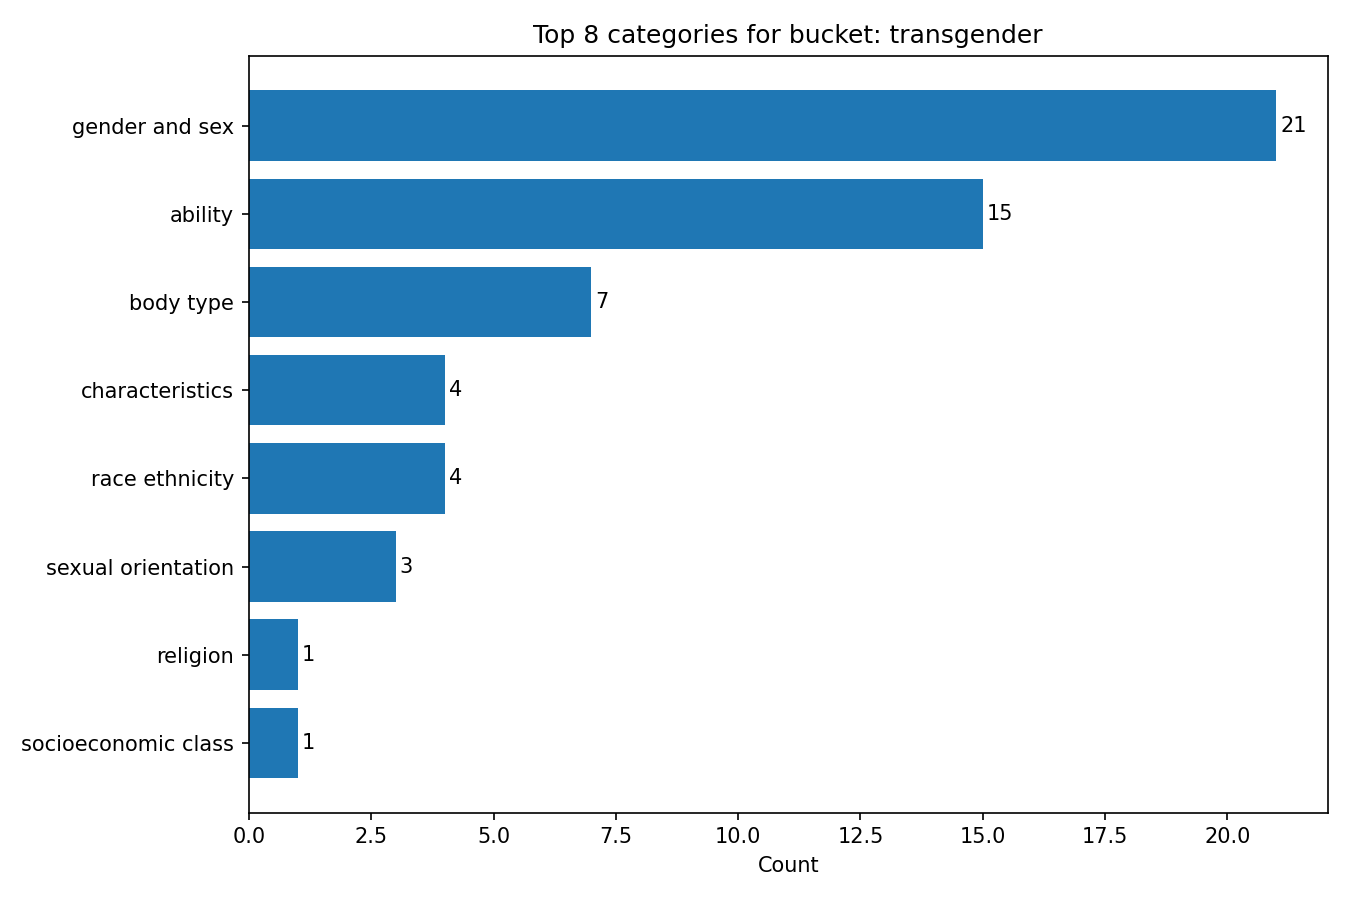 Top 8 categories for bucket: transgender
gender and sex 21
ability 15
body type 7
characteristics 4
race ethnicity 4
sexual orientation 3
religion 1
socioeconomic class 1
0.0 2.5 5.0 7.5 10.0 12.5 15.0 17.5 20.0
Count